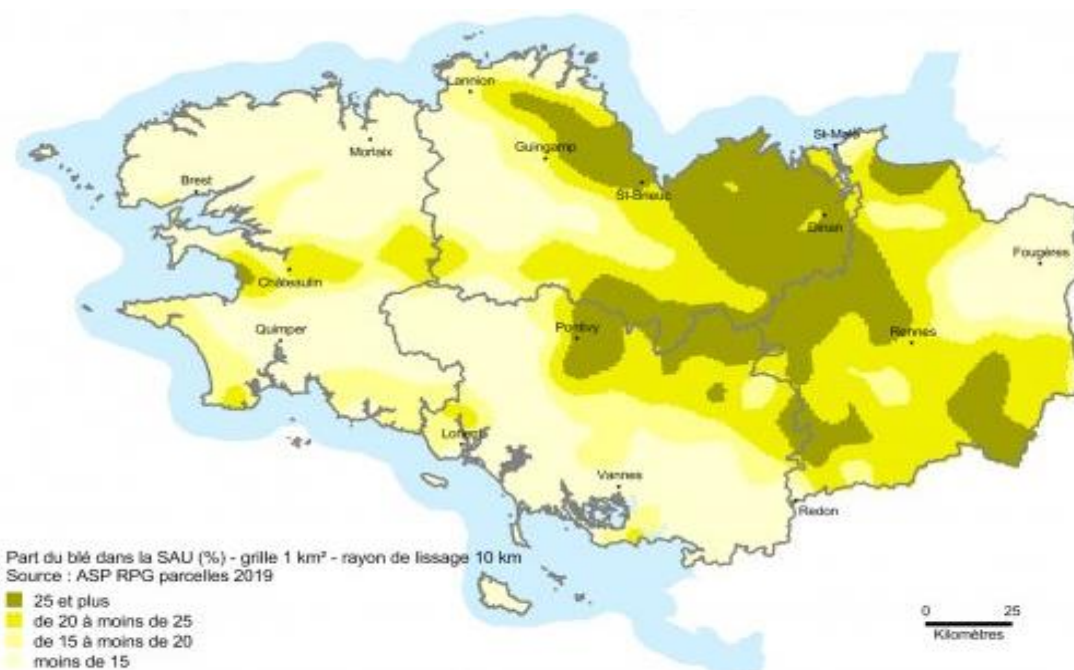 Lannion
Morlaix
Guingamp
St-Malo
Brest
St-Brieuc
Dinan
Fougères
Châteaulin
Quimper
Pontivy
Rennes
Lorient
Vannes
Redon
Part du blé dans la SAU (%) - grille 1 km² - rayon de lissage 10 km
Source : ASP RPG parcelles 2019
25 et plus
de 20 à moins de 25
de 15 à moins de 20
moins de 15
0 25
Kilomètres